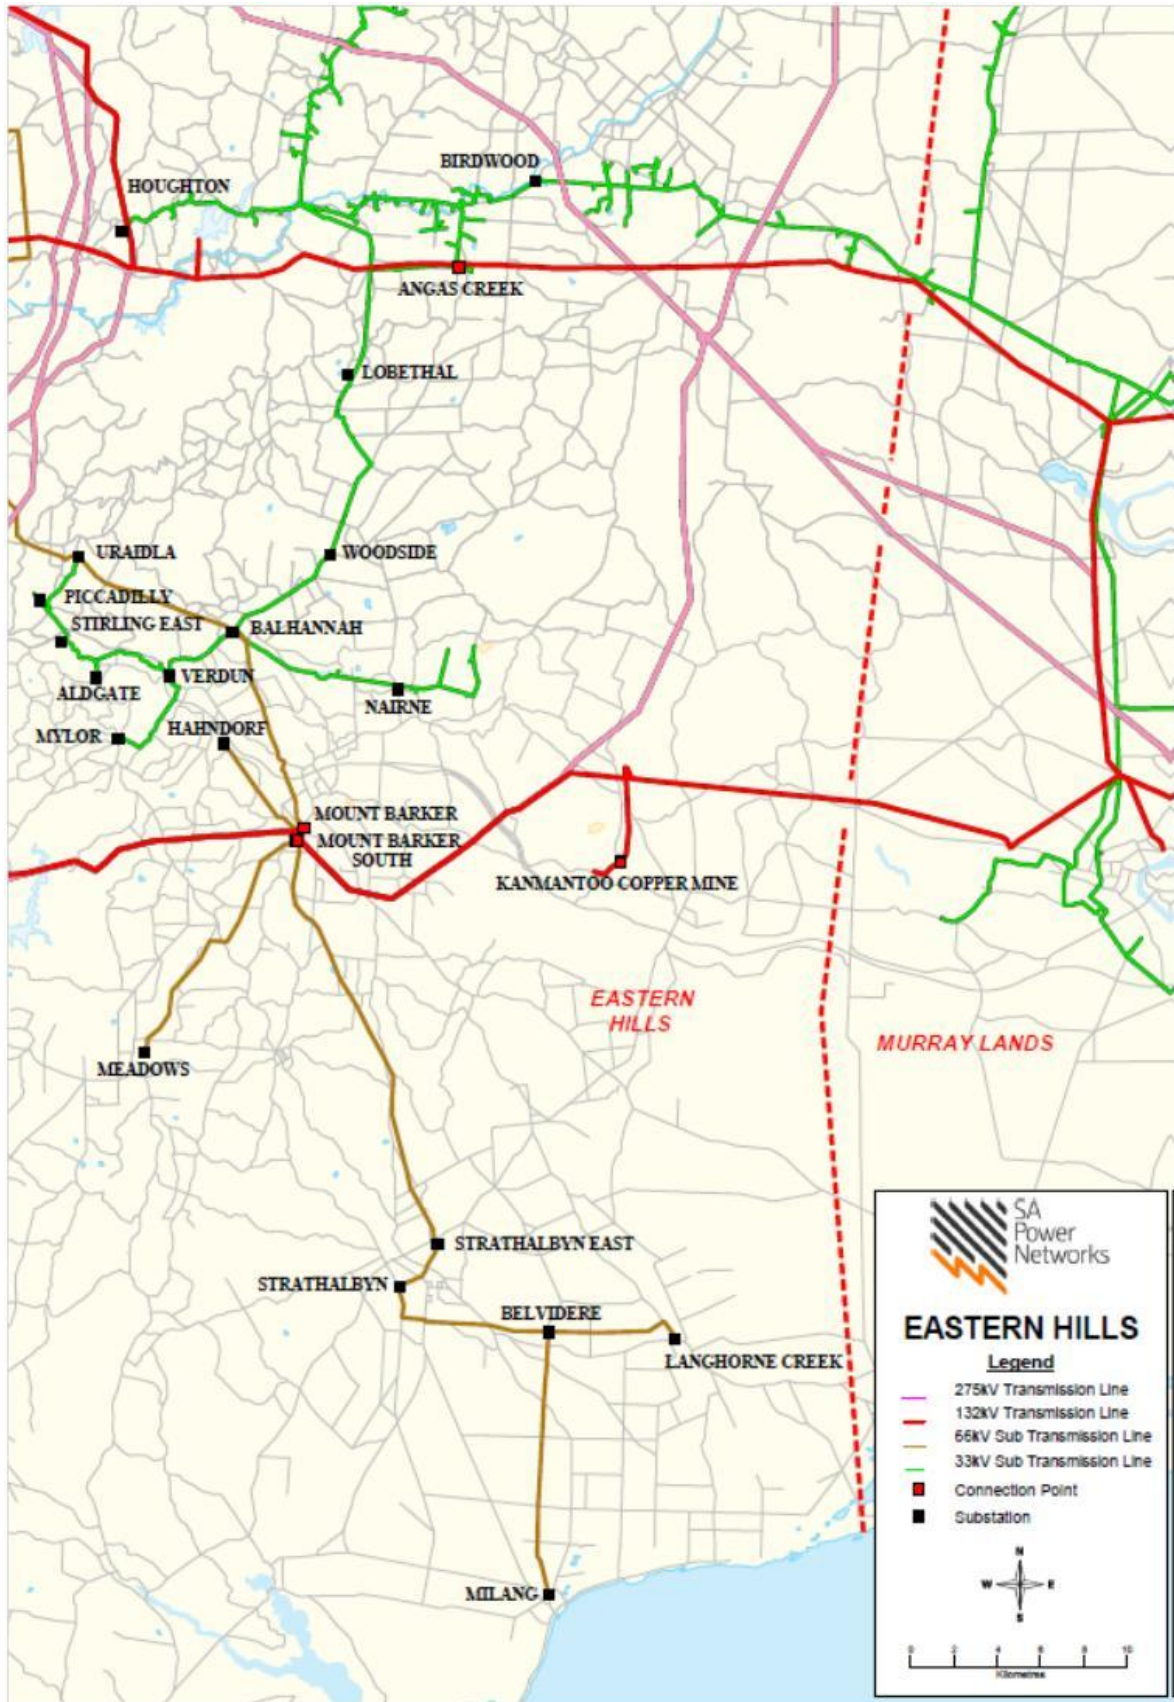 BIRDWOOD
HOUGHTON
ANGAS CREEK
LOBETHAL
WOODSIDE
URAIDLA
PICCADILLY
STIRLING EAST
BALHANNAH
VERDUN
ALDGATE
NAIRNE
HAHNDORF
MYLOR
MOUNT BARKER
MOUNT BARKER
SOUTH
KANMANTOO COPPER MINE
EASTERN
HILLS
MURRAY LANDS
MEADOWS
STRATHALBYN EAST
STRATHALBYN
BELVIDERE
LANGHORNE CREEK
MILANG
SA
Power
Networks
EASTERN HILLS
Legend
275kV Transmission Line
132kV Transmission Line
66kV Sub Transmission Line
33kV Sub Transmission Line
Connection Point
Substation
N
W E
S
0 2 4 6 8 10
Kilometres